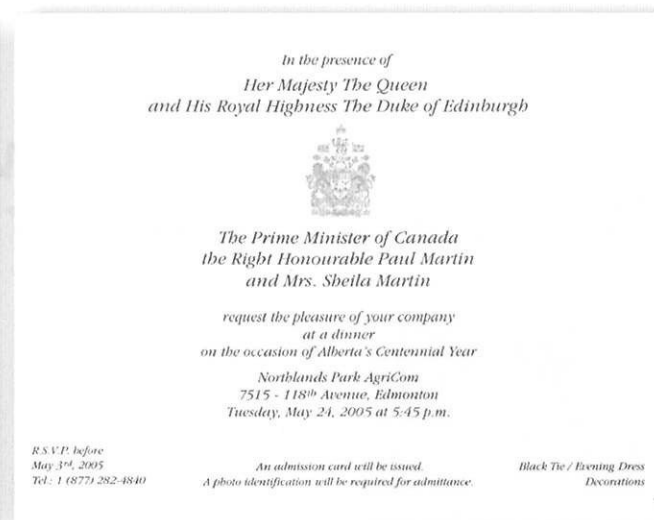 In the presence of
Her Majesty The Queen
and His Royal Highness The Duke of Edinburgh
The Prime Minister of Canada
the Right Honourable Paul Martin
and Mrs. Sheila Martin
request the pleasure of your company
at a dinner
on the occasion of Alberta's Centennial Year
Northlands Park AgriCom
7515 - 118th Avenue, Edmonton
Tuesday, May 24, 2005 at 5:45 p.m.
R.S.V.P. before
May 3rd, 2005
Tel.: 1 (877) 282-4840
An admission card will be issued.
A photo identification will be required for admittance.
Black Tie / Evening Dress
Decorations